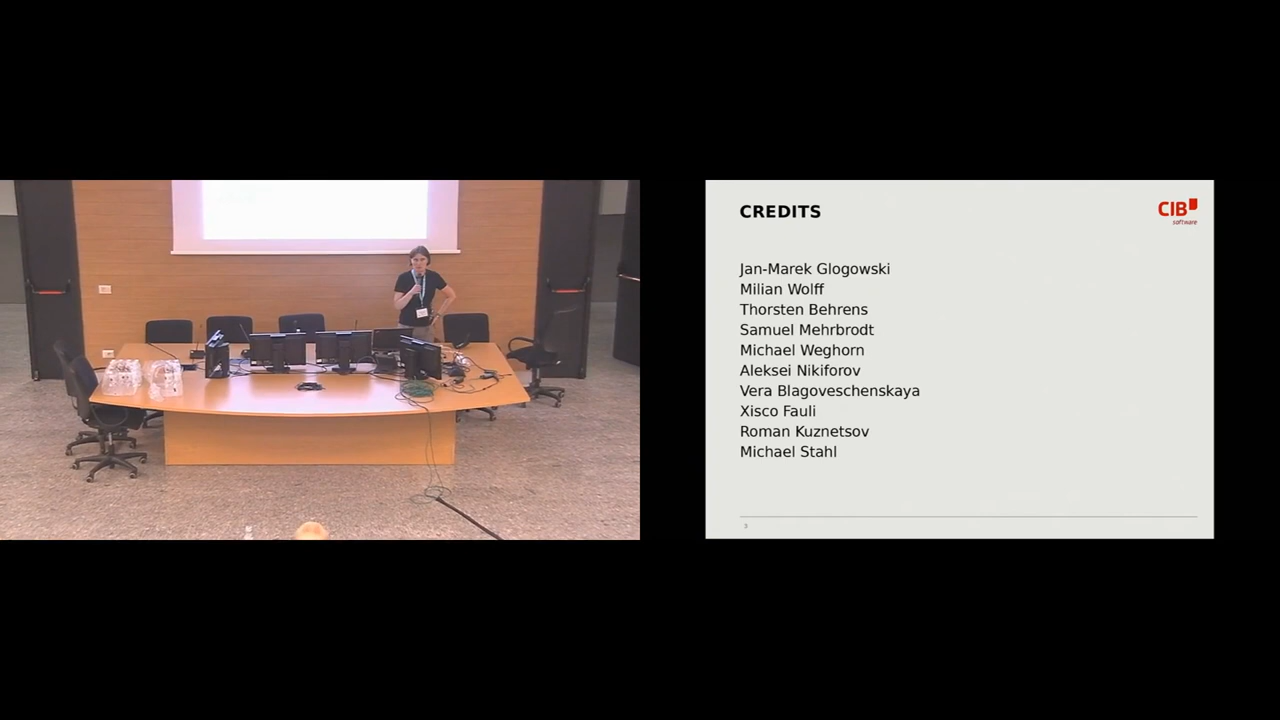 CREDITS
CIB
software
Jan-Marek Glogowski
Milian Wolff
Thorsten Behrens
Samuel Mehrbrodt
Michael Weghorn
Aleksei Nikiforov
Vera Blagoveschenskaya
Xisco Fauli
Roman Kuznetsov
Michael Stahl